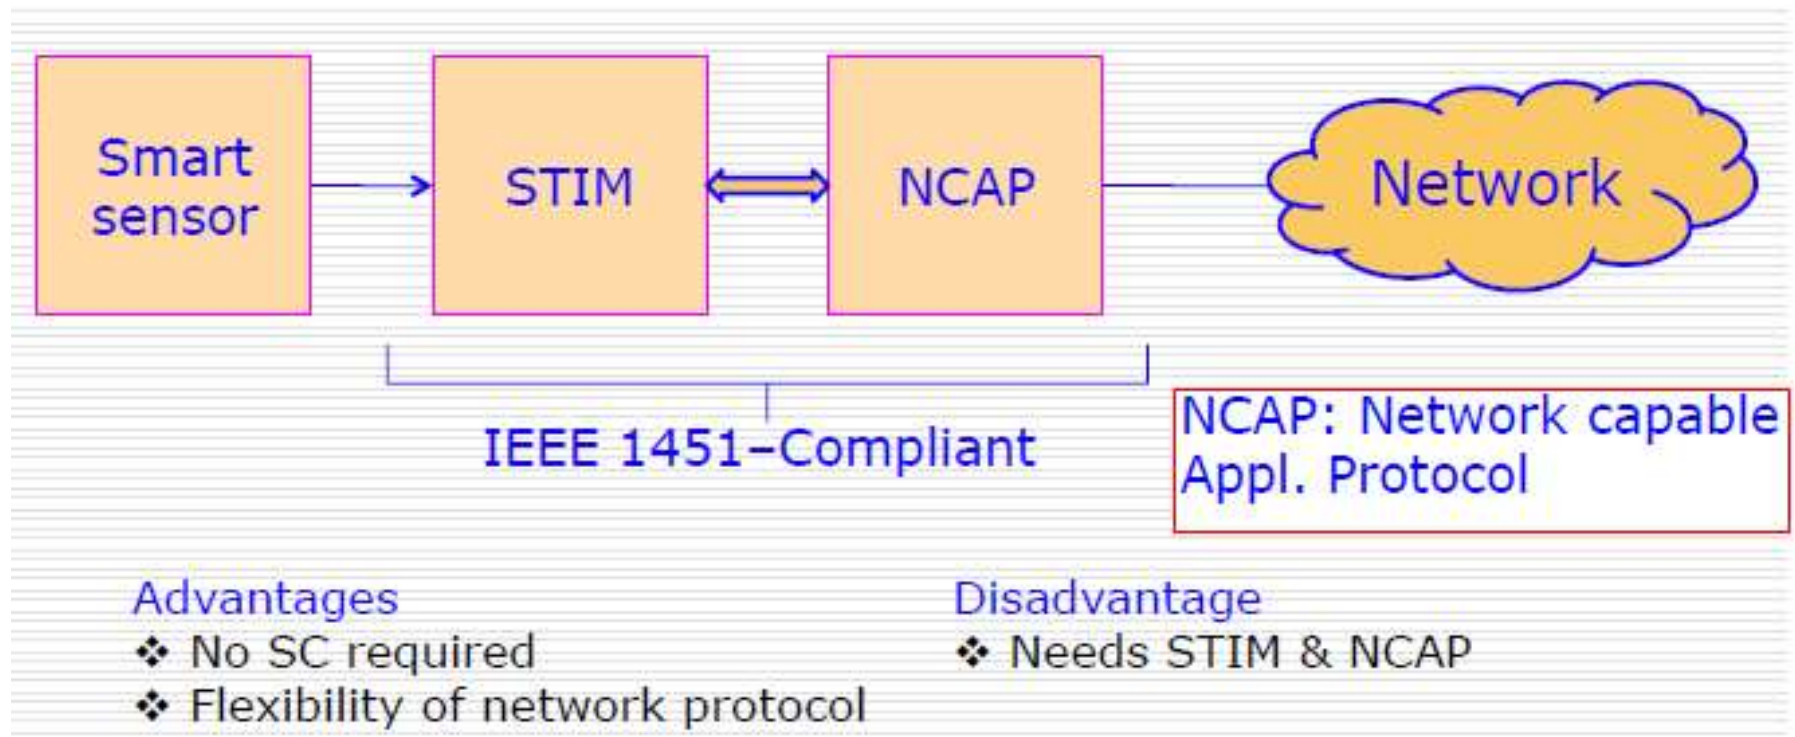 Smart
sensor
STIM
NCAP
Network
IEEE 1451–Compliant
NCAP: Network capable
Appl. Protocol
Advantages
❖ No SC required
❖ Flexibility of network protocol
Disadvantage
❖ Needs STIM & NCAP